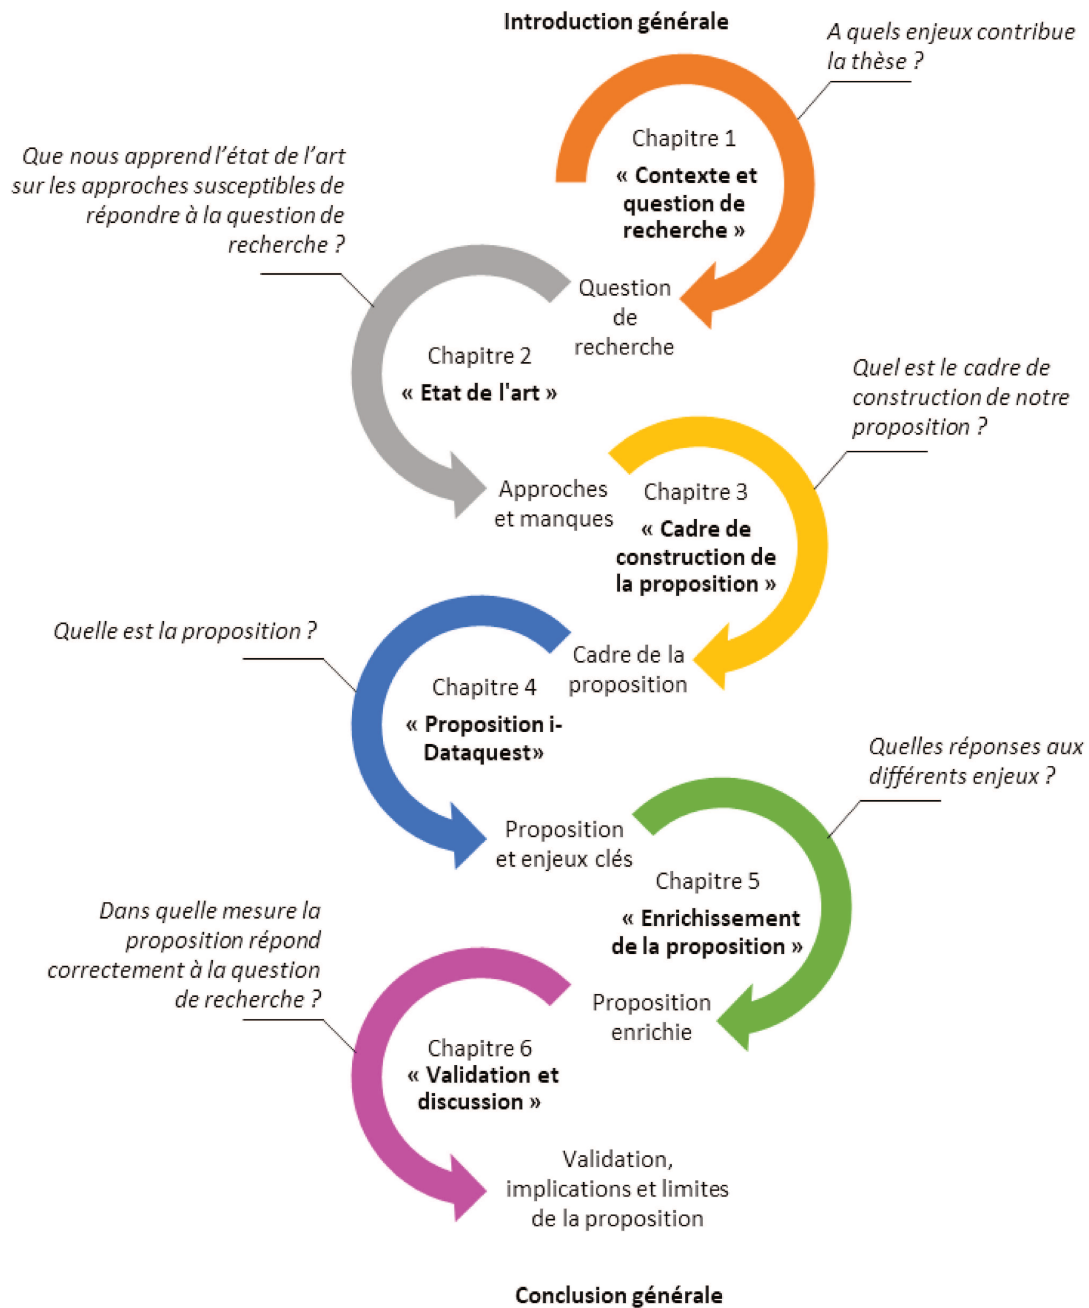 Introduction générale
A quels enjeux contribue
la thèse ?
Chapitre 1
« Contexte et
question de
recherche »
Que nous apprend l’état de l’art
sur les approches susceptibles de
répondre à la question de
recherche ?
Question
de
recherche
Chapitre 2
« Etat de l'art »
Quel est le cadre de
construction de notre
proposition ?
Approches
et manques
Chapitre 3
« Cadre de
construction de
la proposition »
Quelle est la proposition ?
Cadre de la
proposition
Chapitre 4
« Proposition i-
Dataquest»
Quelles réponses aux
différents enjeux ?
Proposition
et enjeux clés
Chapitre 5
« Enrichissement
de la proposition »
Dans quelle mesure la
proposition répond
correctement à la question
de recherche ?
Proposition
enrichie
Chapitre 6
« Validation et
discussion »
Validation,
implications et limites
de la proposition
Conclusion générale